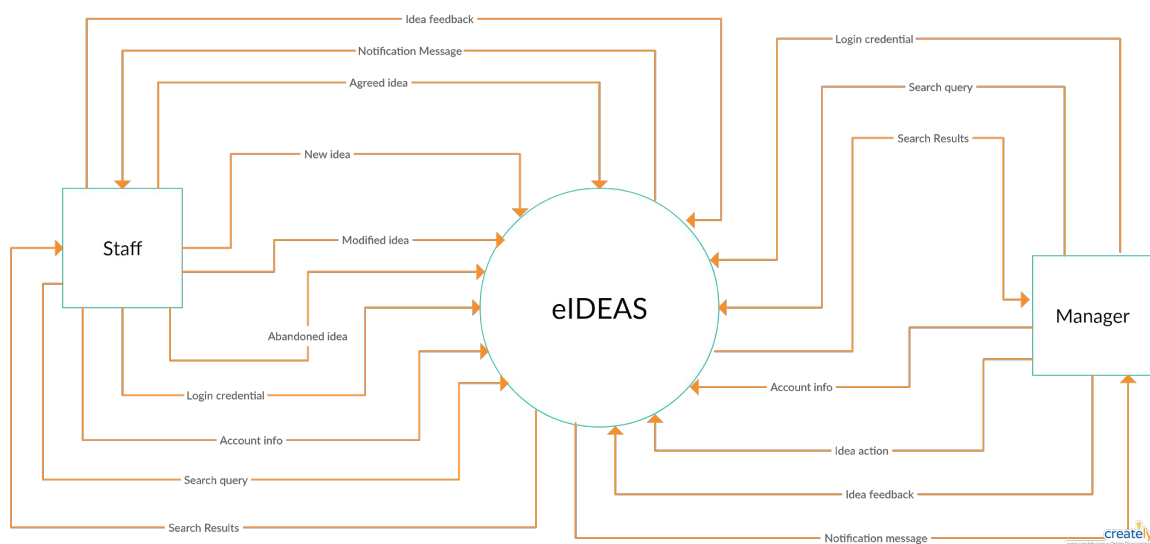 Idea feedback
Login credential
Notification Message
Agreed idea
Search query
Search Results
New idea
Modified idea
Staff
eIDEAS
Manager
Abandoned idea
Account info
Login credential
Account info
Idea action
Search query
Idea feedback
Search Results
Notification message
creately